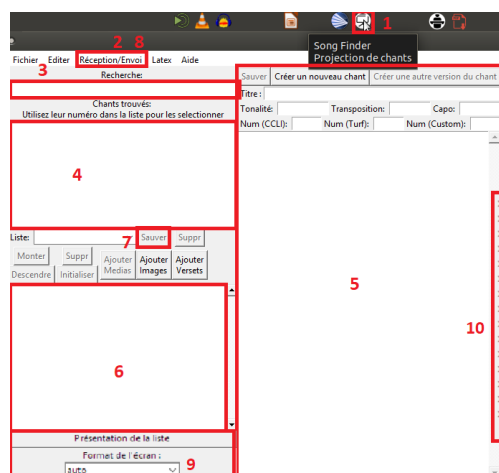 1
Song Finder
Projection de chants
2 8
Fichier Editer Réception/Envoi Latex Aide
3
Recherche:
Chants trouvés:
Utilisez leur numéro dans la liste pour les selectionner
4
Liste: Sauver Suppr
7
Monter Suppr Ajouter Medias Ajouter Images Ajouter Versets
Descendre Initialiser
6
Présentation de la liste
Format de l'écran :
auto
9
Sauver Créer un nouveau chant Créer une autre version du chant
Titre :
Tonalité: Transposition: Capo:
Num (CCLI): Num (Turf): Num (Custom):
5
10